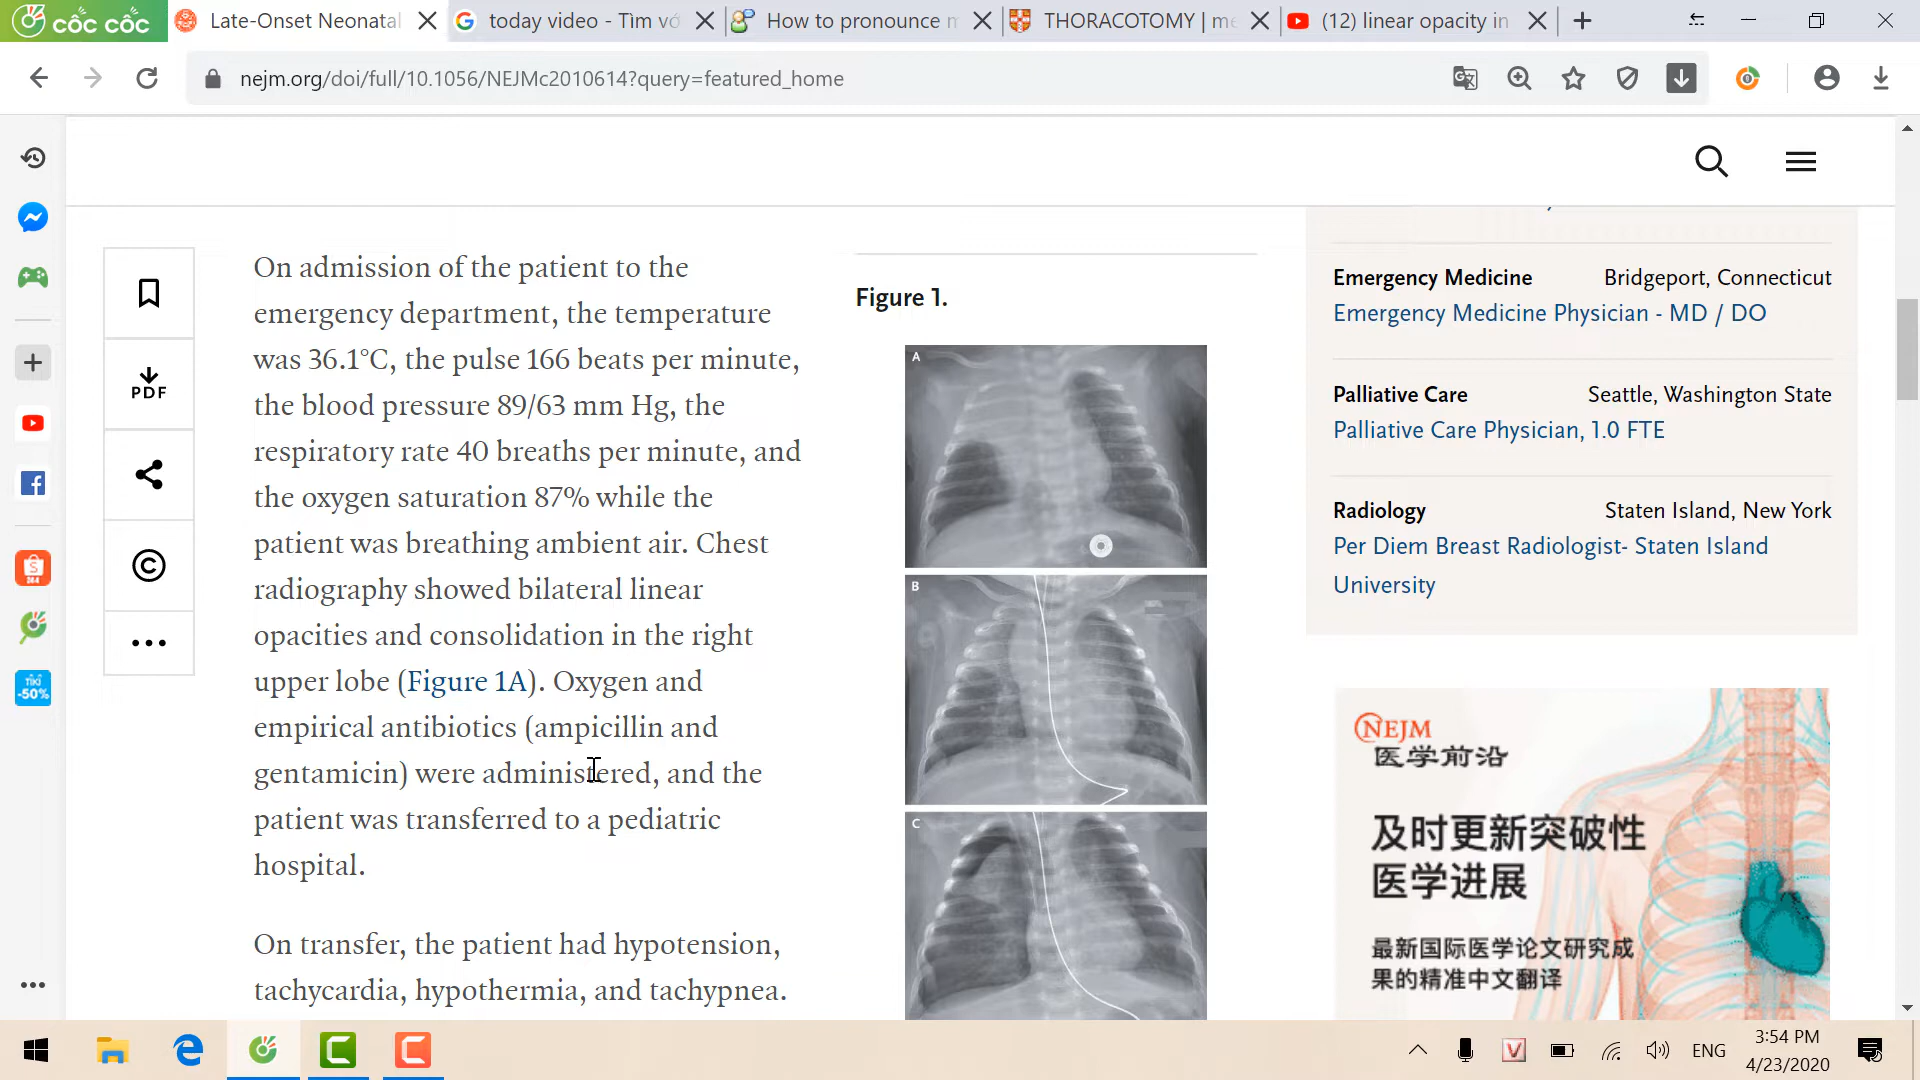 cốc cốc
Late-Onset Neonatal
today video - Tìm vớ
How to pronounce m
THORACOTOMY | me
(12) linear opacity in
nejm.org/doi/full/10.1056/NEJMc2010614?query=featured_home
PDF
On admission of the patient to the
emergency department, the temperature
was 36.1°C, the pulse 166 beats per minute,
the blood pressure 89/63 mm Hg, the
respiratory rate 40 breaths per minute, and
the oxygen saturation 87% while the
patient was breathing ambient air. Chest
radiography showed bilateral linear
opacities and consolidation in the right
upper lobe (Figure 1A). Oxygen and
empirical antibiotics (ampicillin and
gentamicin) were administered, and the
patient was transferred to a pediatric
hospital.
On transfer, the patient had hypotension,
tachycardia, hypothermia, and tachypnea.
Figure 1.
A
B
C
Emergency Medicine Bridgeport, Connecticut
Emergency Medicine Physician - MD / DO
Palliative Care Seattle, Washington State
Palliative Care Physician, 1.0 FTE
Radiology Staten Island, New York
Per Diem Breast Radiologist- Staten Island
University
NEJM
医学前沿
及时更新突破性
医学进展
最新国际医学论文研究成
果的精准中文翻译
TIKI
-50%
ENG
3:54 PM
4/23/2020